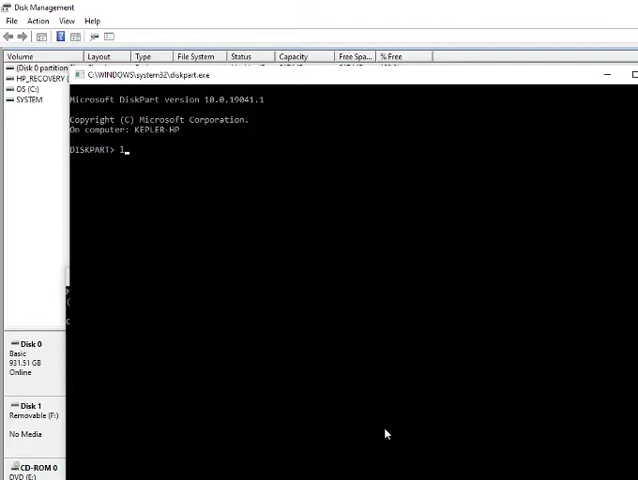 Disk Management
File Action View Help
Volume Layout Type File System Status Capacity Free Spa... % Free
(Disk 0 partition
HP_RECOVERY
OS (C:)
SYSTEM
C:\WINDOWS\system32\diskpart.exe
Microsoft DiskPart version 10.0.19041.1
Copyright (C) Microsoft Corporation.
On computer: KEPLER-HP
DISKPART> l_
Disk 0
Basic
931.51 GB
Online
Disk 1
Removable (F:)
No Media
CD-ROM 0
DVD (E:)